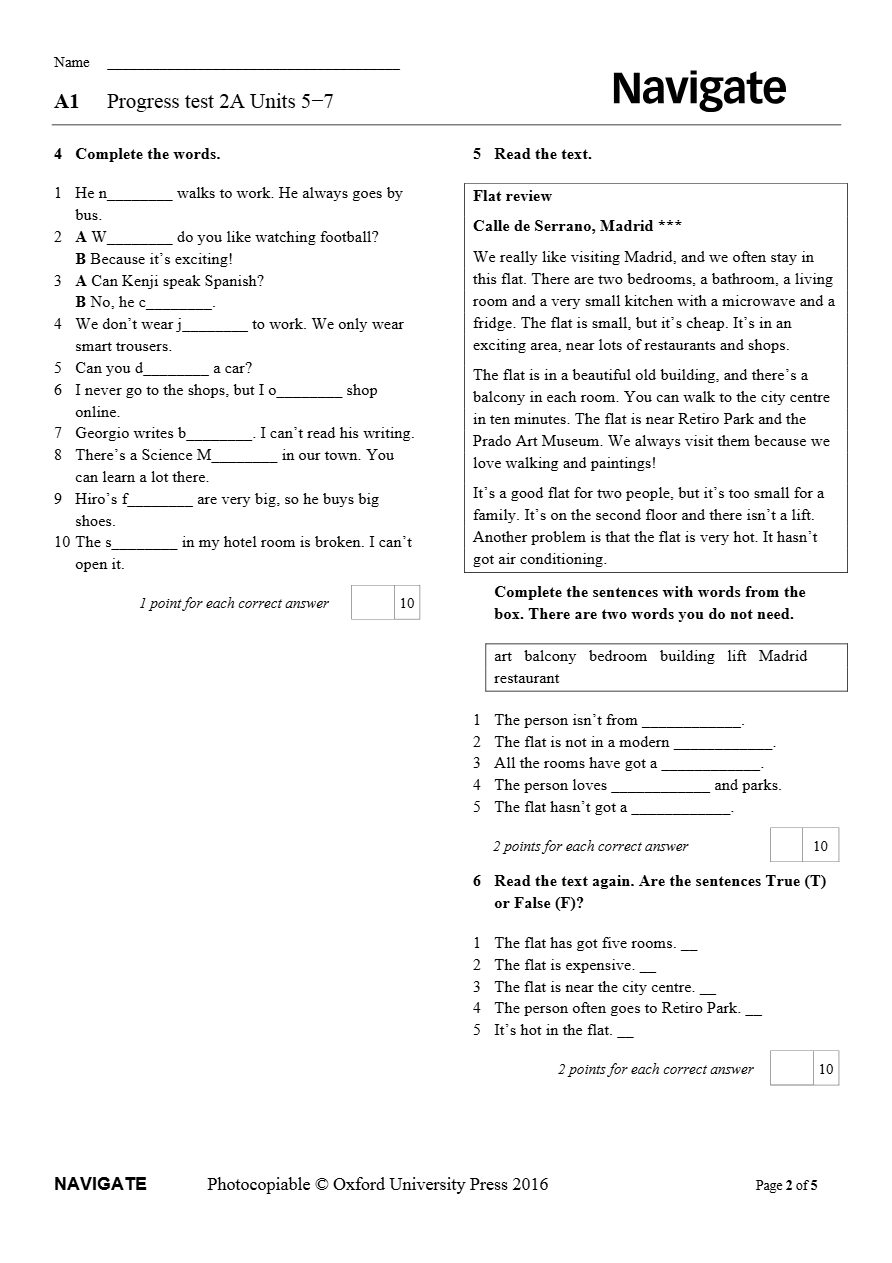 Name _______________________________________
Navigate
A1 Progress test 2A Units 5−7
4 Complete the words.
1 He n________ walks to work. He always goes by
bus.
2 A W________ do you like watching football?
B Because it’s exciting!
3 A Can Kenji speak Spanish?
B No, he c________.
4 We don’t wear j________ to work. We only wear
smart trousers.
5 Can you d________ a car?
6 I never go to the shops, but I o________ shop
online.
7 Georgio writes b________. I can’t read his writing.
8 There’s a Science M________ in our town. You
can learn a lot there.
9 Hiro’s f________ are very big, so he buys big
shoes.
10 The s________ in my hotel room is broken. I can’t
open it.
1 point for each correct answer 10
5 Read the text.
Flat review
Calle de Serrano, Madrid ***
We really like visiting Madrid, and we often stay in
this flat. There are two bedrooms, a bathroom, a living
room and a very small kitchen with a microwave and a
fridge. The flat is small, but it’s cheap. It’s in an
exciting area, near lots of restaurants and shops.
The flat is in a beautiful old building, and there’s a
balcony in each room. You can walk to the city centre
in ten minutes. The flat is near Retiro Park and the
Prado Art Museum. We always visit them because we
love walking and paintings!
It’s a good flat for two people, but it’s too small for a
family. It’s on the second floor and there isn’t a lift.
Another problem is that the flat is very hot. It hasn’t
got air conditioning.
Complete the sentences with words from the
box. There are two words you do not need.
art balcony bedroom building lift Madrid
restaurant
1 The person isn’t from ____________.
2 The flat is not in a modern ____________.
3 All the rooms have got a ____________.
4 The person loves ____________ and parks.
5 The flat hasn’t got a ____________.
2 points for each correct answer 10
6 Read the text again. Are the sentences True (T)
or False (F)?
1 The flat has got five rooms. __
2 The flat is expensive. __
3 The flat is near the city centre. __
4 The person often goes to Retiro Park. __
5 It’s hot in the flat. __
2 points for each correct answer 10
NAVIGATE Photocopiable © Oxford University Press 2016 Page 2 of 5